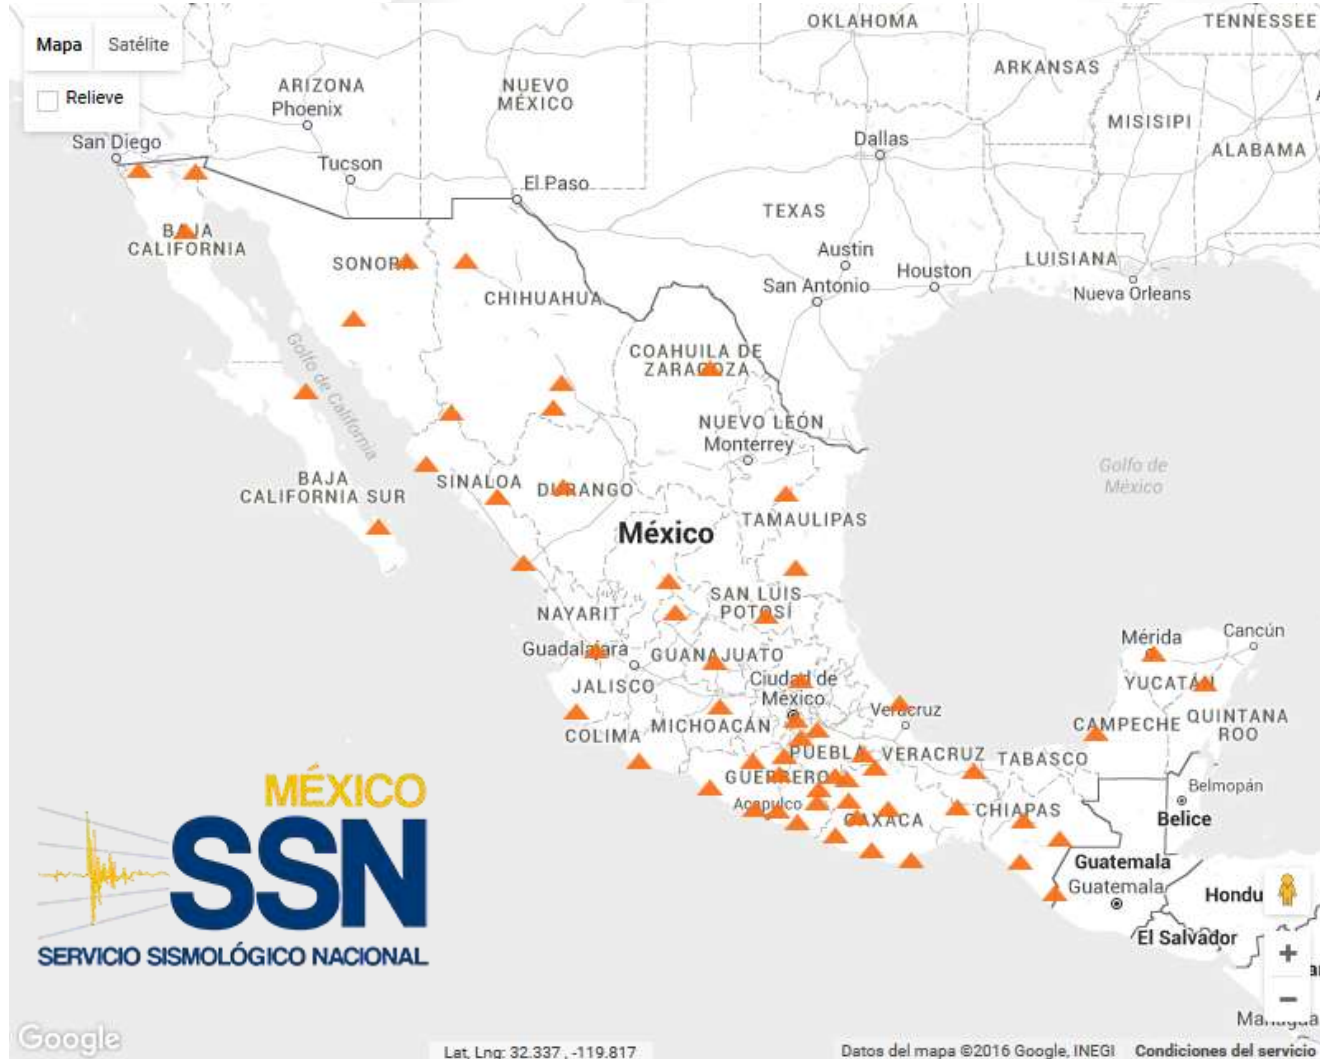 Mapa Satélite
Relieve
OKLAHOMA
TENNESSEE
ARKANSAS
ARIZONA
Phoenix
NUEVO
MÉXICO
MISISIPI
ALABAMA
San Diego
Dallas
Tucson
El Paso
TEXAS
BAJA
CALIFORNIA
SONORA
Austin
LUISIANA
Houston
San Antonio
CHIHUAHUA
Nueva Orleans
Golfo de California
COAHUILA DE
ZARAGOZA
NUEVO LEÓN
Monterrey
Golfo de
México
BAJA
CALIFORNIA SUR
SINALOA
DURANGO
México
TAMAULIPAS
SAN LUIS
POTOSÍ
NAYARIT
Guadalajara
GUANAJUATO
Mérida
Cancún
JALISCO
Ciudad de
México
YUCATÁN
Veracruz
CAMPECHE
QUINTANA
ROO
COLIMA
MICHOACÁN
PUEBLA
VERACRUZ
TABASCO
GUERRERO
Belmopán
Acapulco
OAXACA
CHIAPAS
Belice
MÉXICO
SSN
SERVICIO SISMOLÓGICO NACIONAL
Guatemala
Guatemala
Hondu
El Salvador
+
−
Managua
Google
Lat, Lng: 32.337 , -119.817
Datos del mapa ©2016 Google, INEGI Condiciones del servicio